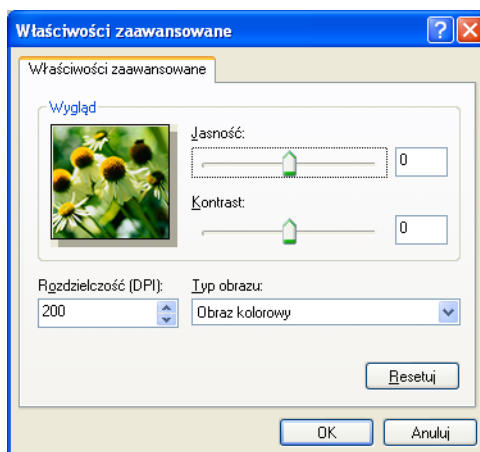 Właściwości zaawansowane
Właściwości zaawansowane
Wygląd
Jasność:
0
Kontrast:
0
Rozdzielczość (DPI): Typ obrazu:
200 Obraz kolorowy
Resetuj
OK Anuluj